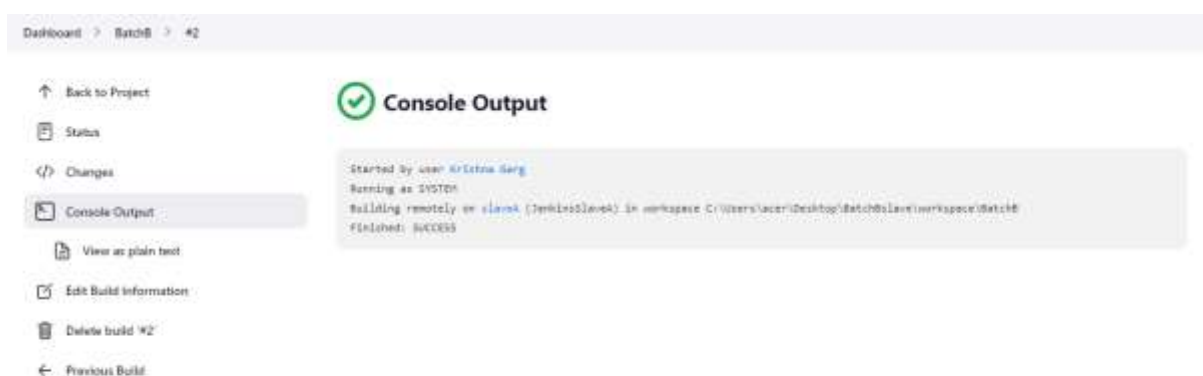 Dashboard > BatchB > #2
Back to Project
Status
Changes
Console Output
View as plain text
Edit Build Information
Delete build '#2'
Previous Build
Console Output
Started by user Krishna Garg
Running as SYSTEM
Building remotely on slaveA (JenkinsSlaveA) in workspace C:\Users\acer\Desktop\BatchBslave\workspace\BatchB
Finished: SUCCESS